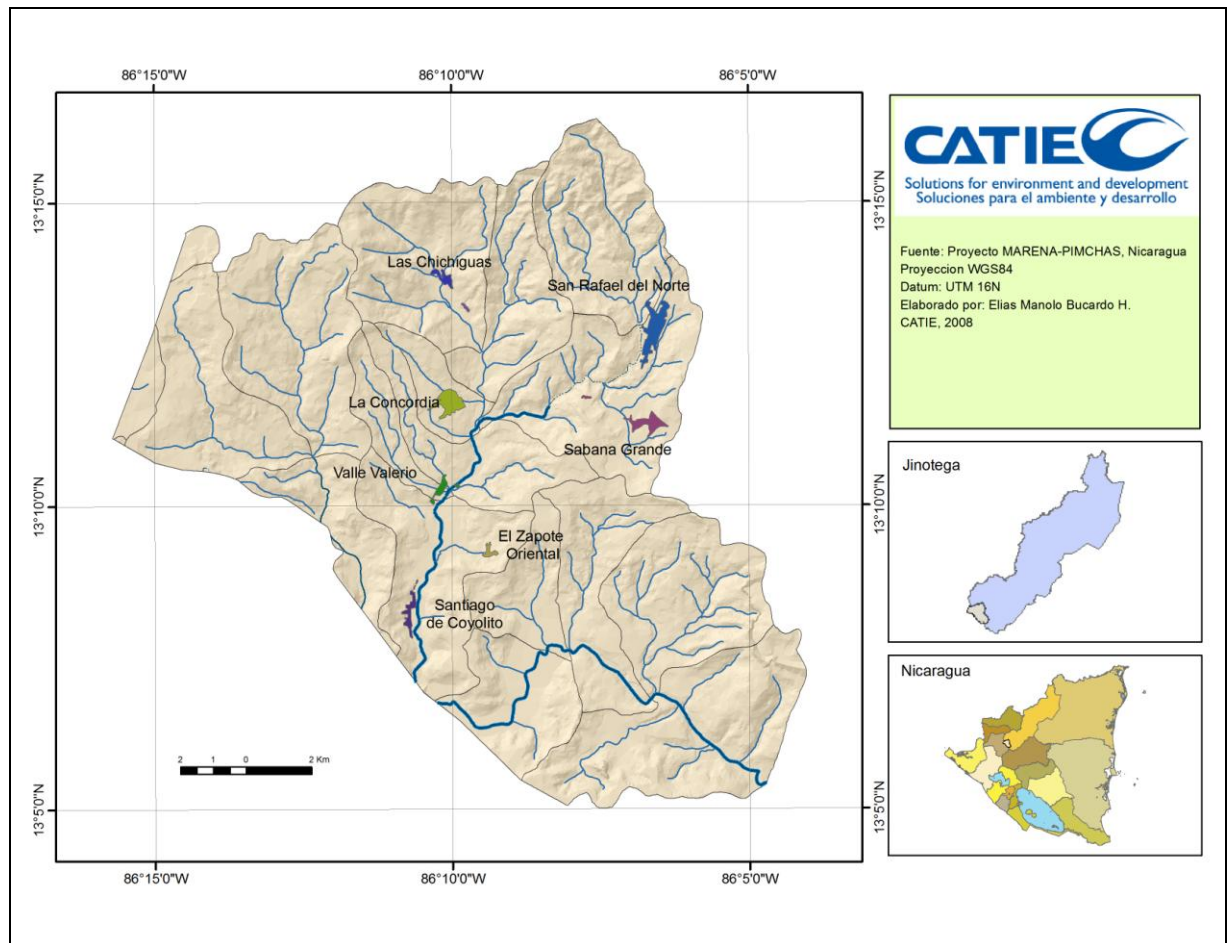 86°15'0"W
86°10'0"W
86°5'0"W
13°15'0"N
13°15'0"N
13°10'0"N
13°10'0"N
13°5'0"N
13°5'0"N
Las Chichiguas
San Rafael del Norte
La Concordia
Sabana Grande
Valle Valerio
El Zapote
Oriental
Santiago
de Coyolito
2 1 0 2 Km
86°15'0"W
86°10'0"W
86°5'0"W
CATIE
Solutions for environment and development
Soluciones para el ambiente y desarrollo
Fuente: Proyecto MARENA-PIMCHAS, Nicaragua
Proyeccion WGS84
Datum: UTM 16N
Elaborado por: Elias Manolo Bucardo H.
CATIE, 2008
Jinotega
Nicaragua